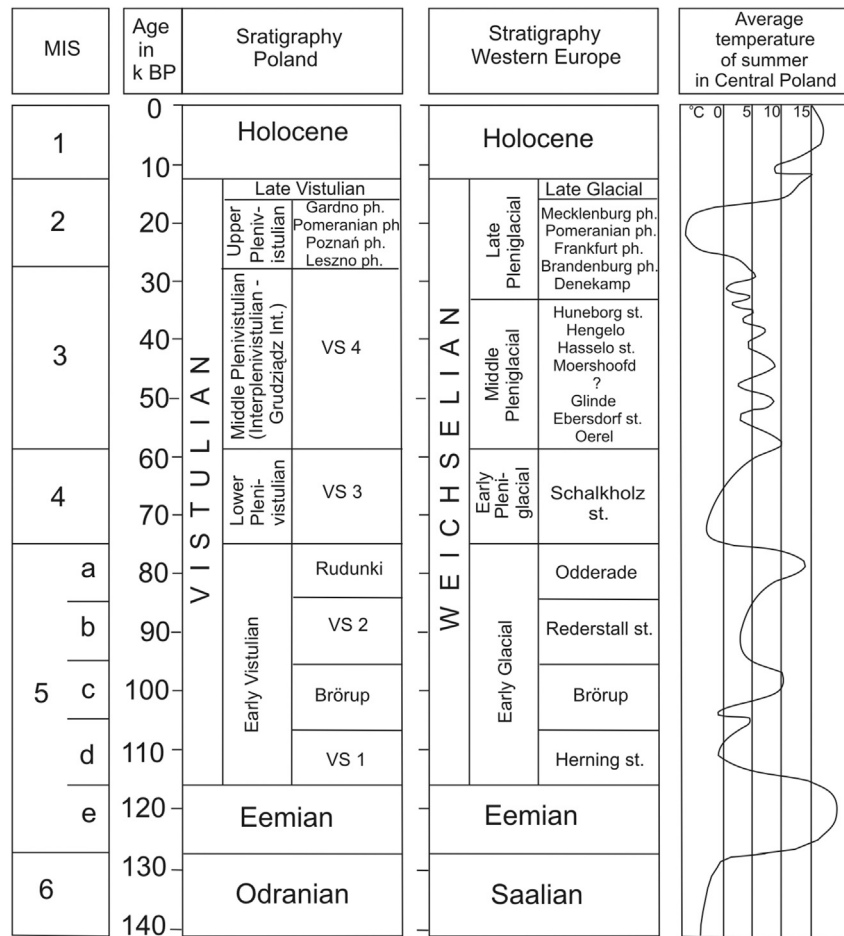 MIS
Age
in
k BP
Stratigraphy
Poland
Stratigraphy
Western Europe
Average
temperature
of summer
in Central Poland
0
10
20
30
40
50
60
70
80
90
100
110
120
130
140
1
2
3
4
5
a
b
c
d
e
6
Holocene
VISTULIAN
Late Vistulian
Upper
Pleniv-
istulian
Gardno ph.
Pomeranian ph
Poznań ph.
Leszno ph.
Middle Plenivistulian
(Interplenivistulian -
Grudziądz Int.)
VS 4
Lower
Pleni-
vistulian
VS 3
Early Vistulian
Rudunki
VS 2
Brörup
VS 1
Eemian
Odranian
Holocene
WEICHSELIAN
Late Glacial
Late
Pleniglacial
Mecklenburg ph.
Pomeranian ph.
Frankfurt ph.
Brandenburg ph.
Denekamp
Middle
Pleniglacial
Huneborg st.
Hengelo
Hasselo st.
Moershoofd
?
Glinde
Ebersdorf st.
Oerel
Early
Pleni-
glacial
Schalkholz
st.
Early Glacial
Odderade
Rederstall st.
Brörup
Herning st.
Eemian
Saalian
°C 0 5 10 15